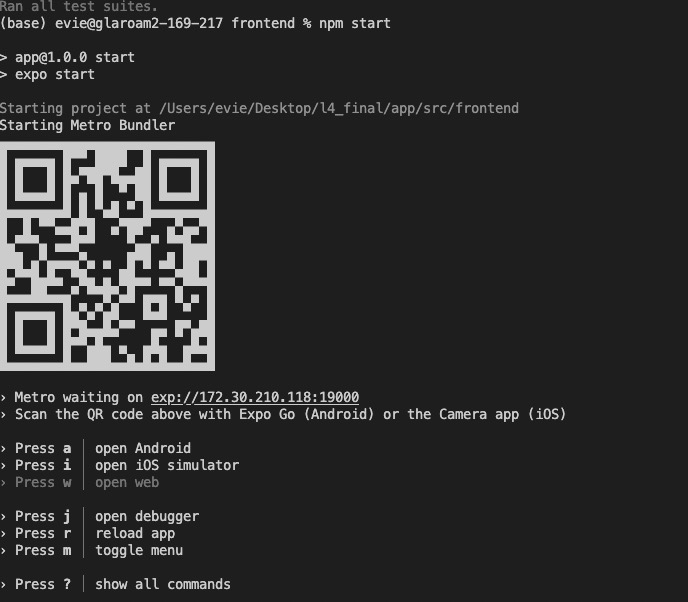 Ran all test suites.
(base) evie@glaroam2-169-217 frontend % npm start
> app@1.0.0 start
> expo start
Starting project at /Users/evie/Desktop/l4_final/app/src/frontend
Starting Metro Bundler
› Metro waiting on exp://172.30.210.118:19000
› Scan the QR code above with Expo Go (Android) or the Camera app (iOS)
› Press a │ open Android
› Press i │ open iOS simulator
› Press w │ open web
› Press j │ open debugger
› Press r │ reload app
› Press m │ toggle menu
› Press ? │ show all commands